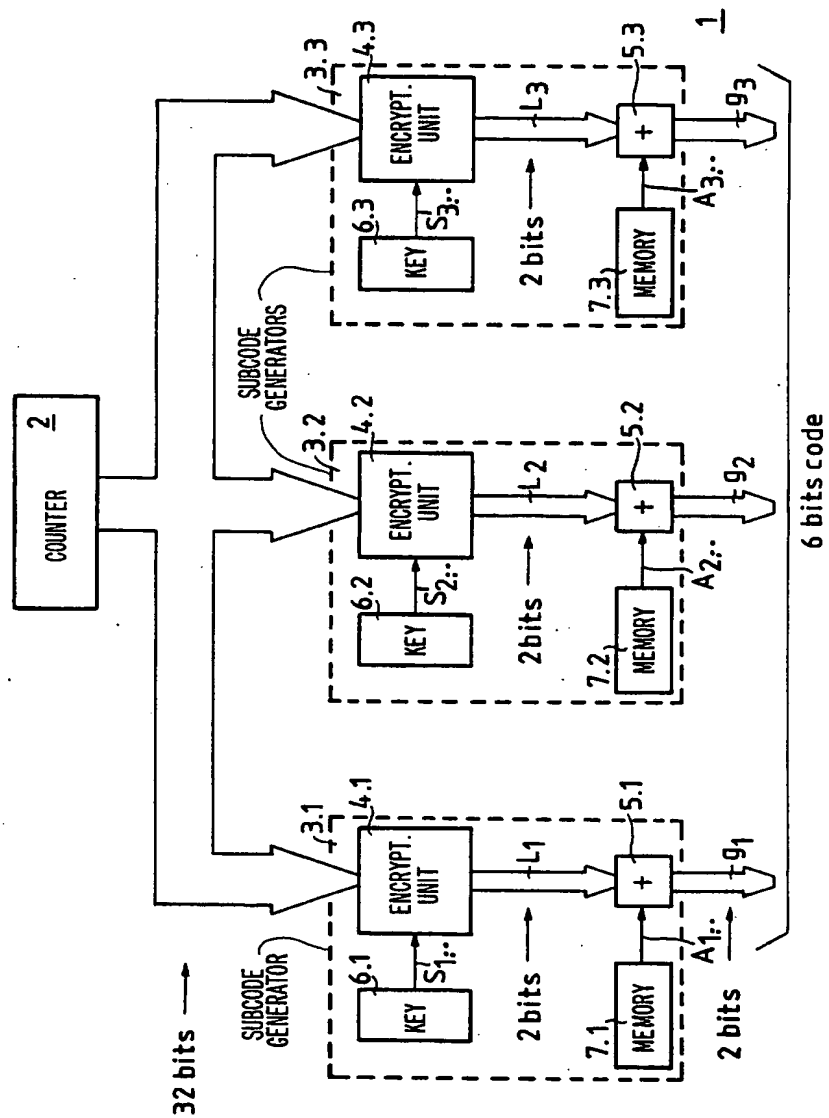 COUNTER
2
32 bits
SUBCODE
GENERATOR
3.1
4.1
ENCRYPT.
UNIT
6.1
KEY
S1..
2 bits
L1
5.1
+
7.1
MEMORY
A1..
2 bits
g1
SUBCODE
GENERATORS
3.2
4.2
ENCRYPT.
UNIT
6.2
KEY
S2..
2 bits
L2
5.2
+
7.2
MEMORY
A2..
g2
3.3
4.3
ENCRYPT.
UNIT
6.3
KEY
S3..
2 bits
L3
5.3
+
7.3
MEMORY
A3..
g3
1
6 bits code